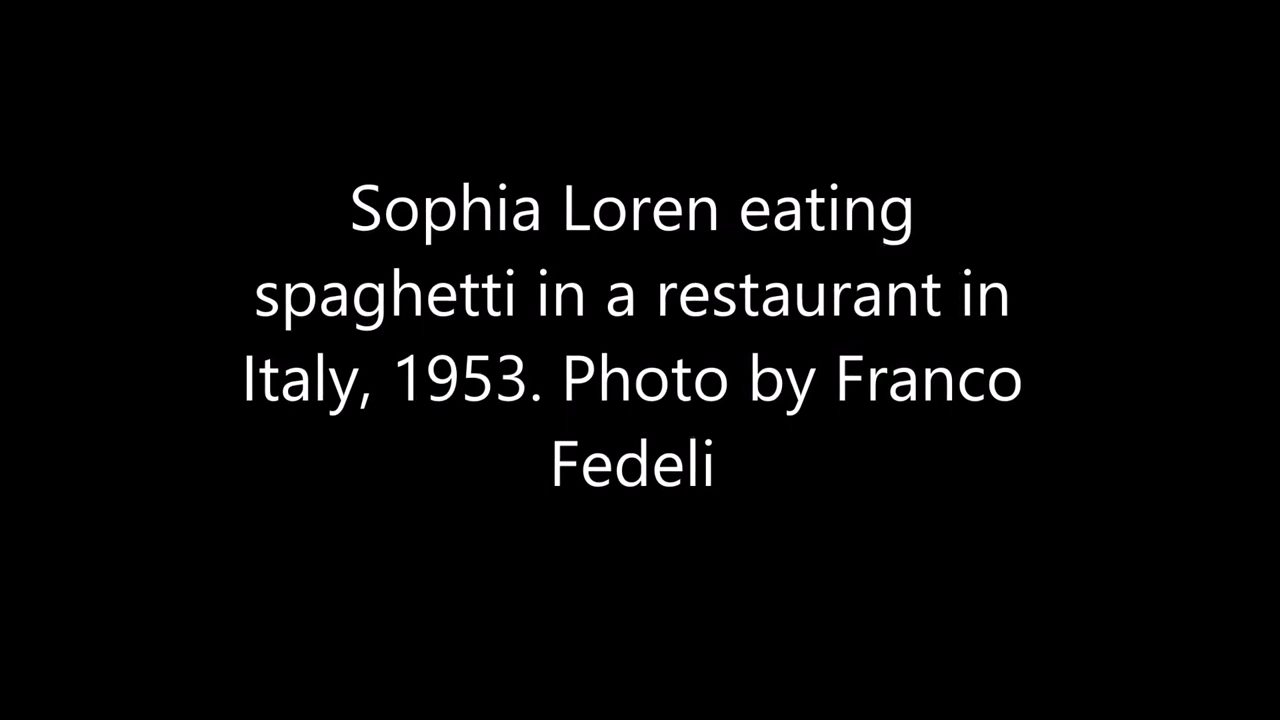 Sophia Loren eating
spaghetti in a restaurant in
Italy, 1953. Photo by Franco
Fedeli